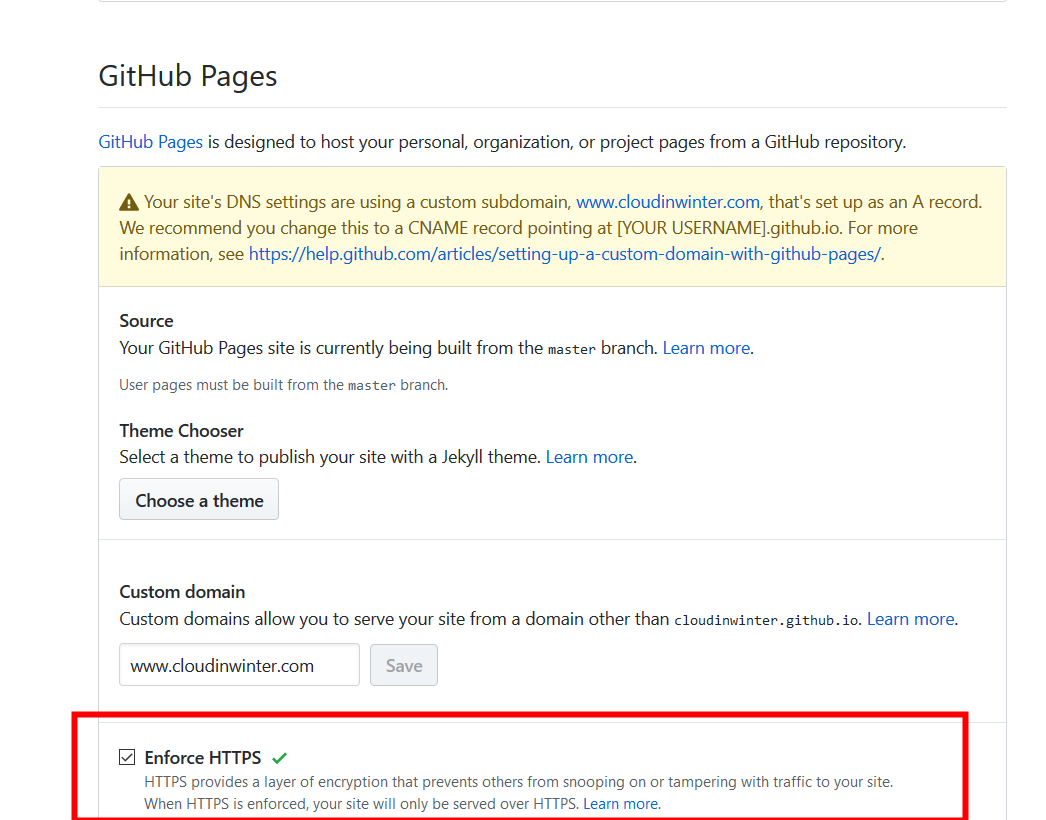 GitHub Pages
GitHub Pages is designed to host your personal, organization, or project pages from a GitHub repository.
Your site's DNS settings are using a custom subdomain, www.cloudinwinter.com, that's set up as an A record.
We recommend you change this to a CNAME record pointing at [YOUR USERNAME].github.io. For more
information, see https://help.github.com/articles/setting-up-a-custom-domain-with-github-pages/.
Source
Your GitHub Pages site is currently being built from the master branch. Learn more.
User pages must be built from the master branch.
Theme Chooser
Select a theme to publish your site with a Jekyll theme. Learn more.
Choose a theme
Custom domain
Custom domains allow you to serve your site from a domain other than cloudinwinter.github.io. Learn more.
www.cloudinwinter.com Save
Enforce HTTPS
HTTPS provides a layer of encryption that prevents others from snooping on or tampering with traffic to your site.
When HTTPS is enforced, your site will only be served over HTTPS. Learn more.